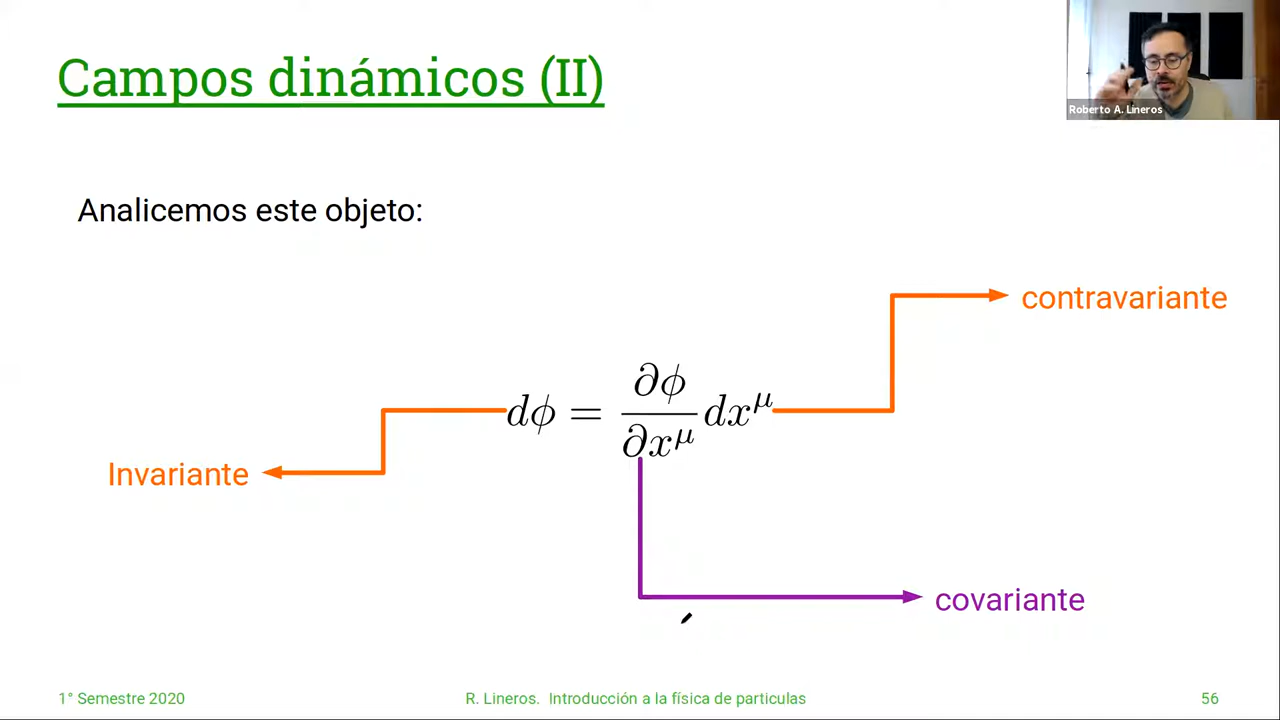 Campos dinámicos (II)
Roberto A. Lineros
Analicemos este objeto:
contravariante
dϕ = ∂ϕ/∂x^μ dx^μ
Invariante
covariante
1° Semestre 2020
R. Lineros. Introducción a la física de particulas
56